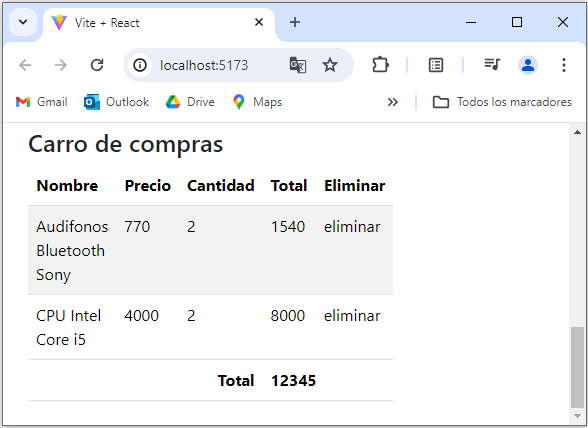 Vite + React
localhost:5173
Gmail Outlook Drive Maps Todos los marcadores
Carro de compras
Nombre Precio Cantidad Total Eliminar
Audifonos Bluetooth Sony 770 2 1540 eliminar
CPU Intel Core i5 4000 2 8000 eliminar
Total 12345